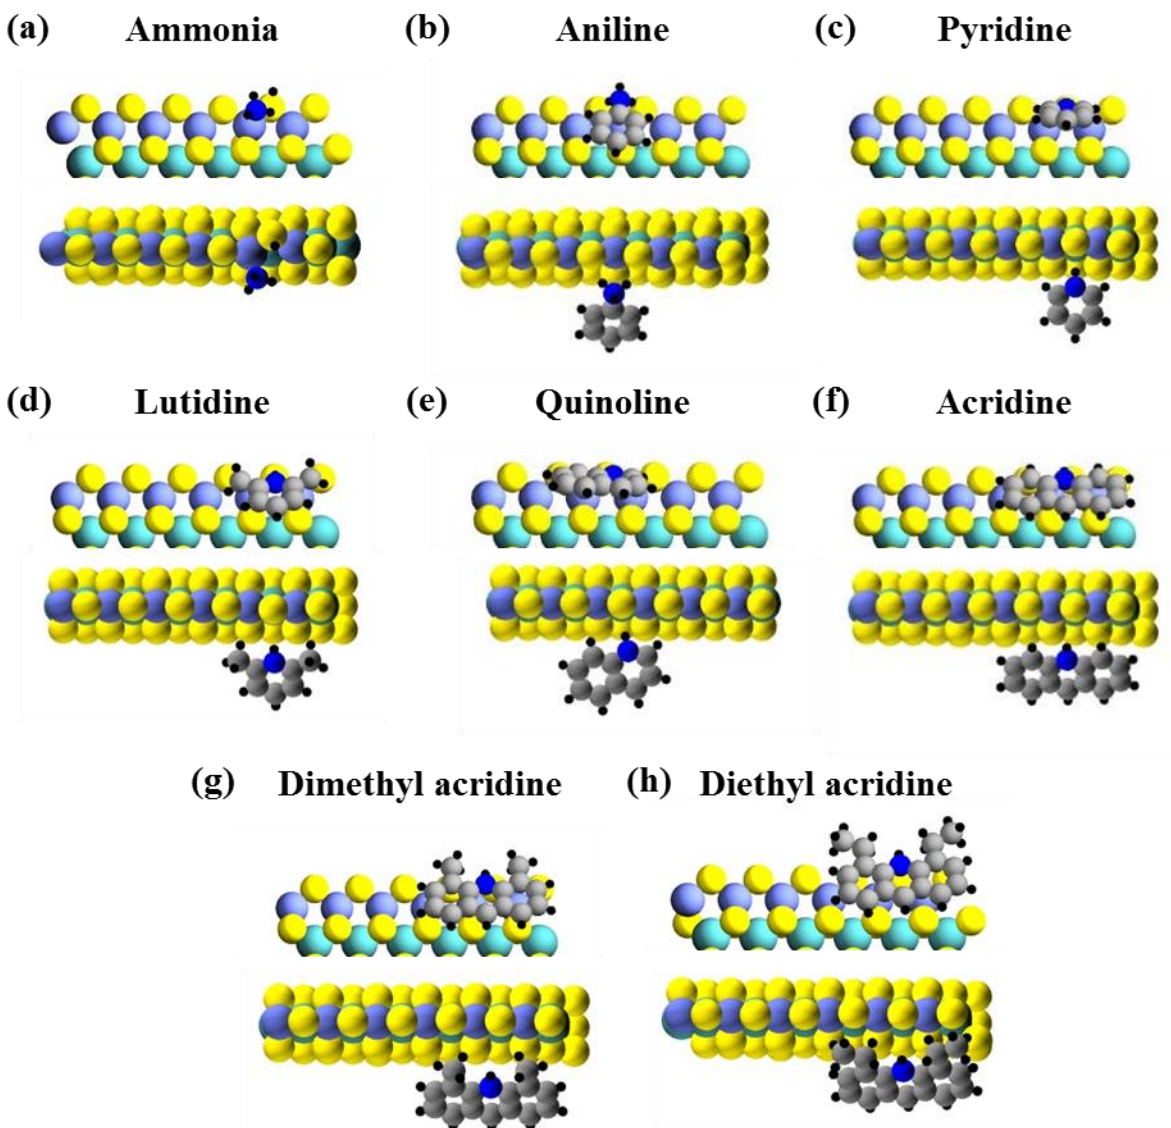 (a) Ammonia
(b) Aniline
(c) Pyridine
(d) Lutidine
(e) Quinoline
(f) Acridine
(g) Dimethyl acridine
(h) Diethyl acridine